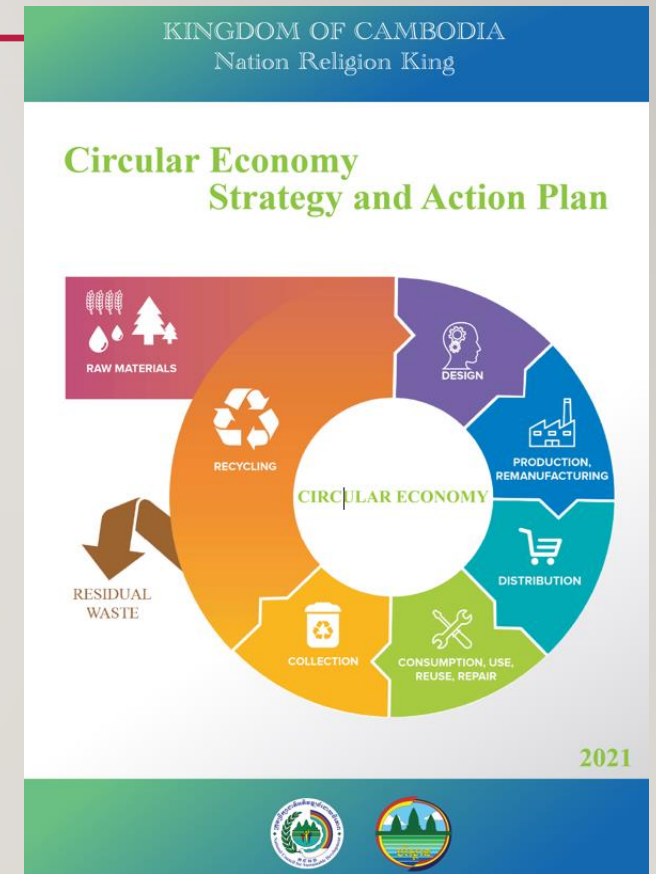 KINGDOM OF CAMBODIA
Nation Religion King
Circular Economy
Strategy and Action Plan
RAW MATERIALS
DESIGN
RECYCLING
PRODUCTION,
REMANUFACTURING
CIRCULAR ECONOMY
DISTRIBUTION
RESIDUAL
WASTE
COLLECTION
CONSUMPTION, USE,
REUSE, REPAIR
2021